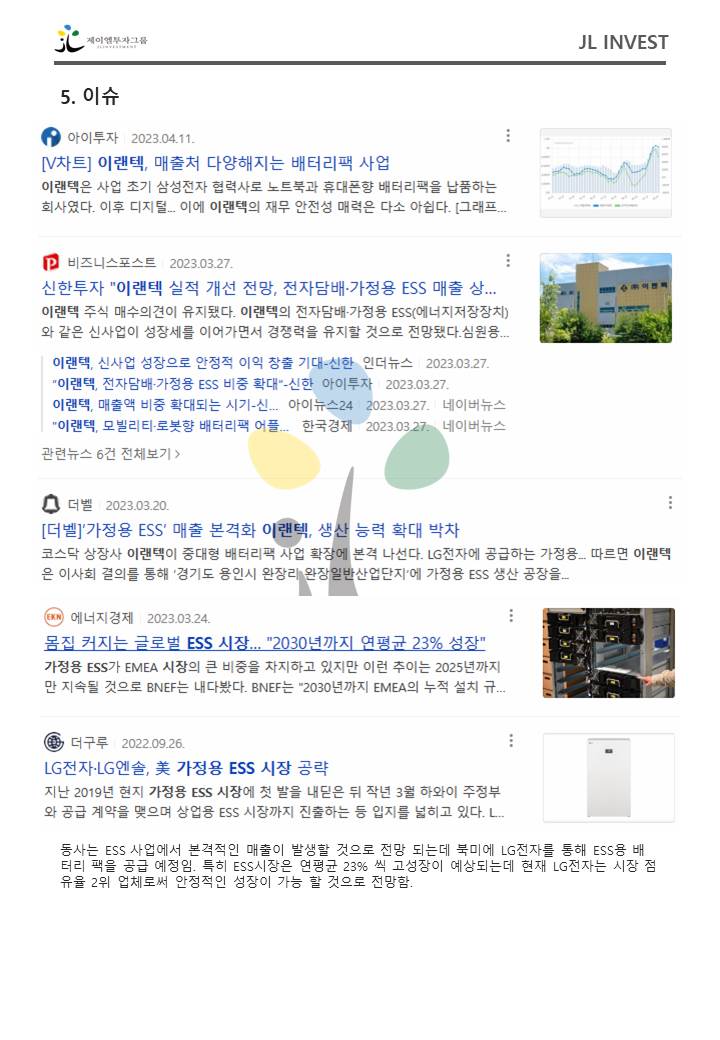 제이엘투자그룹
JL INVESTMENT
JL INVEST
5. 이슈
아이투자 2023.04.11.
[V차트] 이랜텍, 매출처 다양해지는 배터리팩 사업
이랜텍은 사업 초기 삼성전자 협력사로 노트북과 휴대폰향 배터리팩을 납품하는
회사였다. 이후 디지털... 이에 이랜텍의 재무 안전성 매력은 다소 아쉽다. [그래프...
비즈니스포스트 2023.03.27.
신한투자 "이랜텍 실적 개선 전망, 전자담배·가정용 ESS 매출 상...
이랜텍 주식 매수의견이 유지됐다. 이랜텍의 전자담배·가정용 ESS(에너지저장장치)
와 같은 신사업이 성장세를 이어가면서 경쟁력을 유지할 것으로 전망됐다.심원용...
(주)이랜텍
이랜텍, 신사업 성장으로 안정적 이익 창출 기대-신한 인더뉴스 2023.03.27.
"이랜텍, 전자담배·가정용 ESS 비중 확대"-신한 아이투자 2023.03.27.
이랜텍, 매출액 비중 확대되는 시기-신... 아이뉴스24 2023.03.27. 네이버뉴스
"이랜텍, 모빌리티·로봇향 배터리팩 어플... 한국경제 2023.03.27. 네이버뉴스
관련뉴스 6건 전체보기 >
더벨 2023.03.20.
[더벨]'가정용 ESS' 매출 본격화 이랜텍, 생산 능력 확대 박차
코스닥 상장사 이랜텍이 중대형 배터리팩 사업 확장에 본격 나선다. LG전자에 공급하는 가정용... 따르면 이랜텍
은 이사회 결의를 통해 '경기도 용인시 완장리 완장일반산업단지'에 가정용 ESS 생산 공장을...
EKN 에너지경제 2023.03.24.
몸집 커지는 글로벌 ESS 시장... "2030년까지 연평균 23% 성장"
가정용 ESS가 EMEA 시장의 큰 비중을 차지하고 있지만 이런 추이는 2025년까지
만 지속될 것으로 BNEF는 내다봤다. BNEF는 "2030년까지 EMEA의 누적 설치 규...
더구루 2022.09.26.
LG전자·LG엔솔, 美 가정용 ESS 시장 공략
지난 2019년 현지 가정용 ESS 시장에 첫 발을 내딛은 뒤 작년 3월 하와이 주정부
와 공급 계약을 맺으며 상업용 ESS 시장까지 진출하는 등 입지를 넓히고 있다. L...
동사는 ESS 사업에서 본격적인 매출이 발생할 것으로 전망 되는데 북미에 LG전자를 통해 ESS용 배
터리 팩을 공급 예정임. 특히 ESS시장은 연평균 23% 씩 고성장이 예상되는데 현재 LG전자는 시장 점
유율 2위 업체로써 안정적인 성장이 가능 할 것으로 전망함.